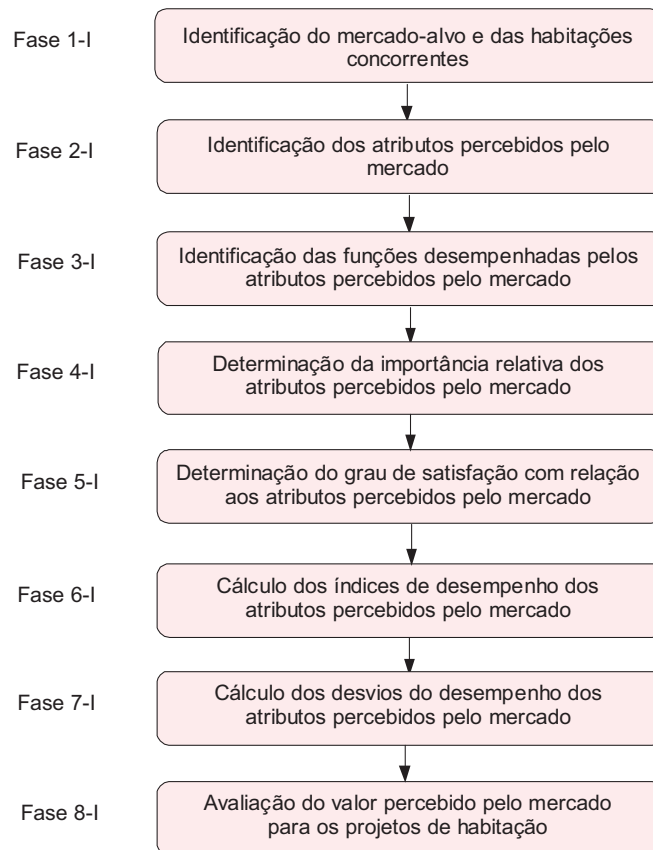 Fase 1-I
Identificação do mercado-alvo e das habitações
concorrentes
Fase 2-I
Identificação dos atributos percebidos pelo
mercado
Fase 3-I
Identificação das funções desempenhadas pelos
atributos percebidos pelo mercado
Fase 4-I
Determinação da importância relativa dos
atributos percebidos pelo mercado
Fase 5-I
Determinação do grau de satisfação com relação
aos atributos percebidos pelo mercado
Fase 6-I
Cálculo dos índices de desempenho dos
atributos percebidos pelo mercado
Fase 7-I
Cálculo dos desvios do desempenho dos
atributos percebidos pelo mercado
Fase 8-I
Avaliação do valor percebido pelo mercado
para os projetos de habitação